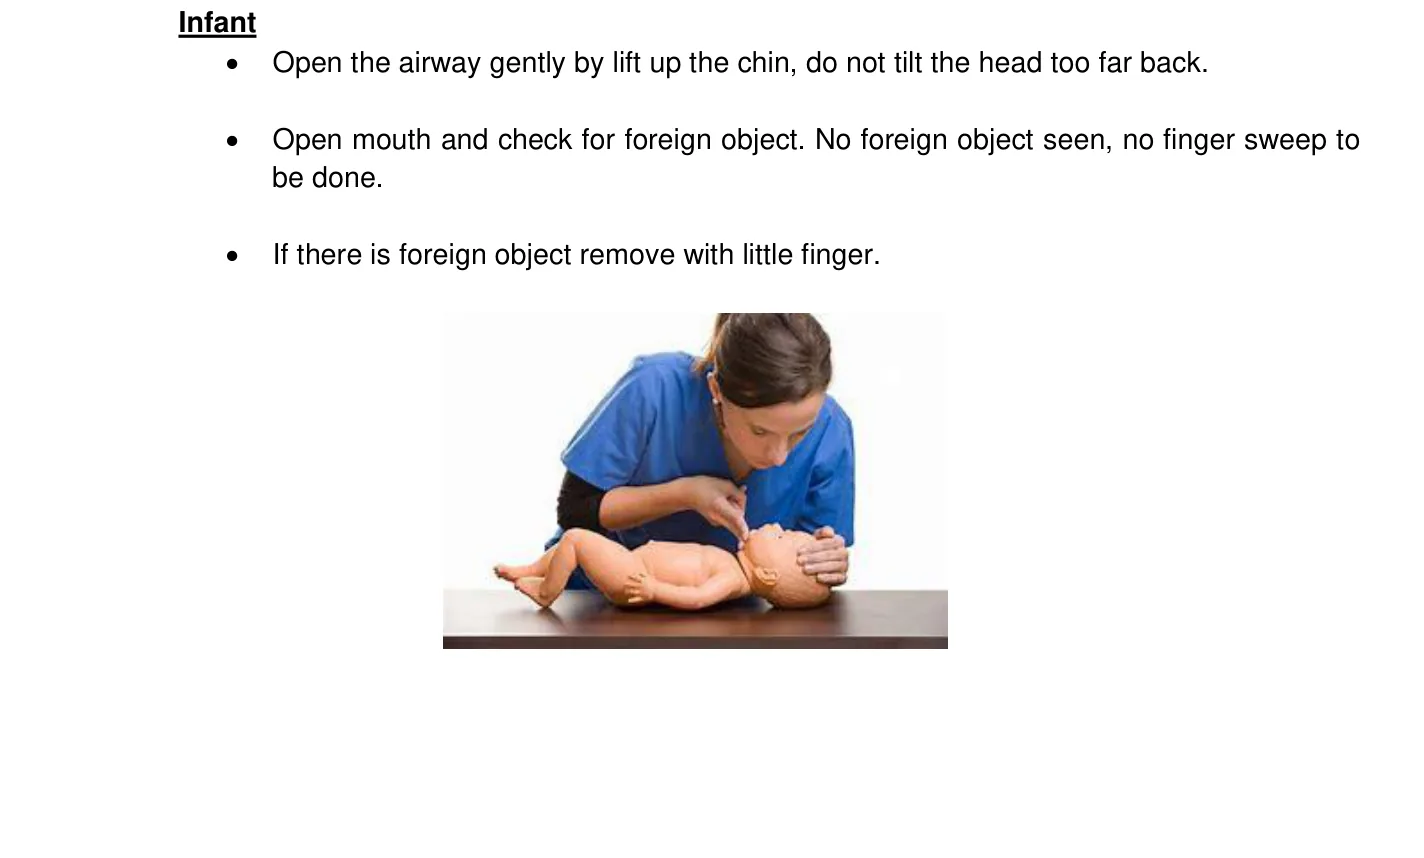 Infant
• Open the airway gently by lift up the chin, do not tilt the head too far back.
• Open mouth and check for foreign object. No foreign object seen, no finger sweep to
be done.
• If there is foreign object remove with little finger.